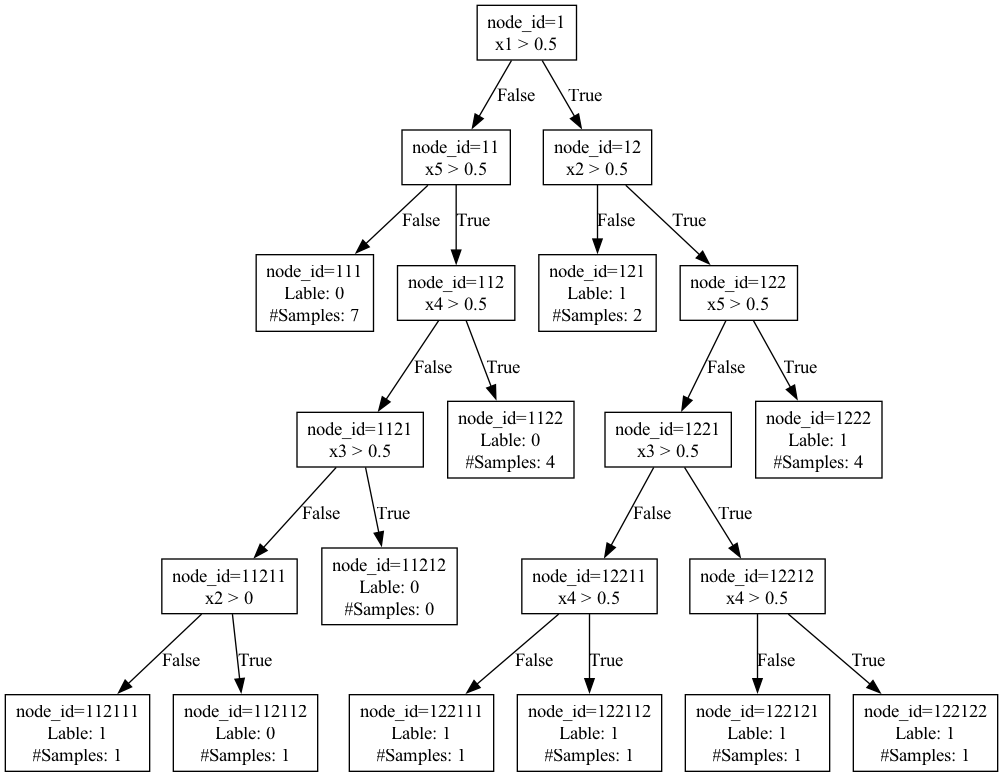 node_id=1
x1 > 0.5
False
True
node_id=11
x5 > 0.5
node_id=12
x2 > 0.5
False
True
False
True
node_id=111
Lable: 0
#Samples: 7
node_id=112
x4 > 0.5
node_id=121
Lable: 1
#Samples: 2
node_id=122
x5 > 0.5
False
True
False
True
node_id=1121
x3 > 0.5
node_id=1122
Lable: 0
#Samples: 4
node_id=1221
x3 > 0.5
node_id=1222
Lable: 1
#Samples: 4
False
True
False
True
node_id=11211
x2 > 0
node_id=11212
Lable: 0
#Samples: 0
node_id=12211
x4 > 0.5
node_id=12212
x4 > 0.5
False
True
False
True
False
True
node_id=112111
Lable: 1
#Samples: 1
node_id=112112
Lable: 0
#Samples: 1
node_id=122111
Lable: 1
#Samples: 1
node_id=122112
Lable: 1
#Samples: 1
node_id=122121
Lable: 1
#Samples: 1
node_id=122122
Lable: 1
#Samples: 1